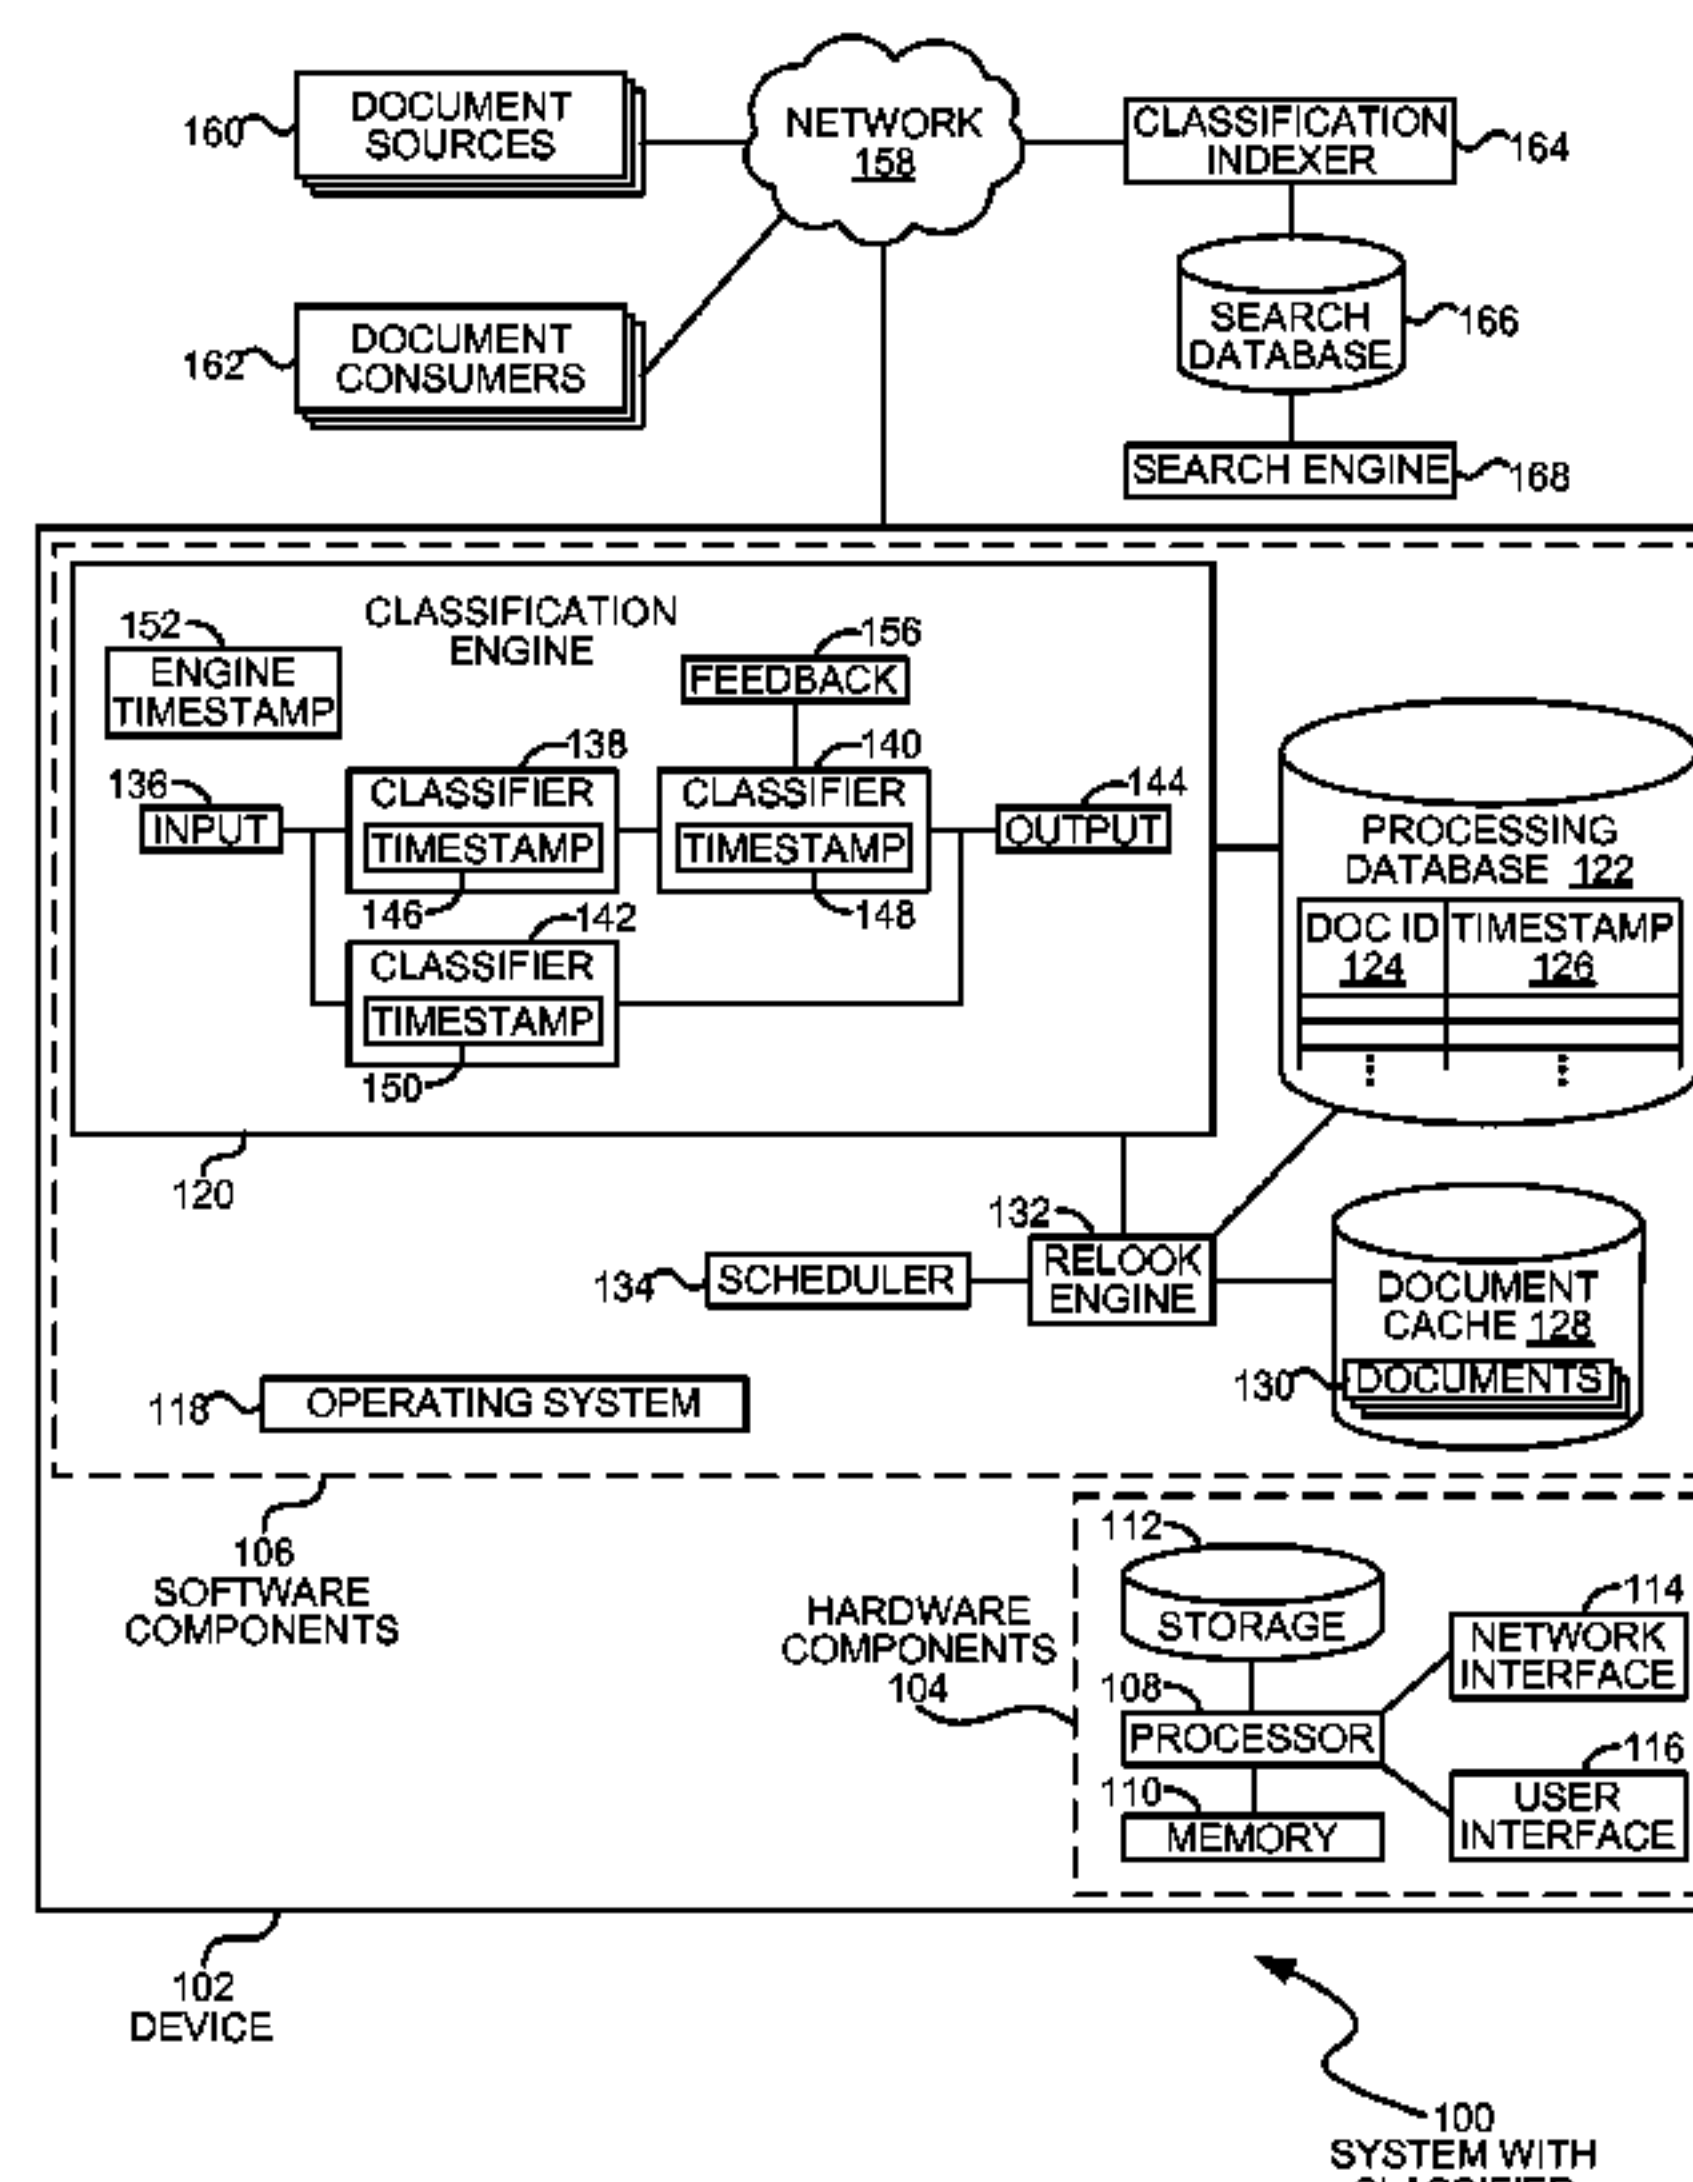 160
DOCUMENT
SOURCES
NETWORK
158
CLASSIFICATION
INDEXER
164
162
DOCUMENT
CONSUMERS
SEARCH
DATABASE
166
SEARCH ENGINE
168
CLASSIFICATION
ENGINE
152
ENGINE
TIMESTAMP
156
FEEDBACK
136
INPUT
138
CLASSIFIER
TIMESTAMP
146
140
CLASSIFIER
TIMESTAMP
148
144
OUTPUT
142
CLASSIFIER
TIMESTAMP
150
120
PROCESSING
DATABASE 122
DOC ID
124
TIMESTAMP
126
132
RELOOK
ENGINE
134
SCHEDULER
DOCUMENT
CACHE 128
130
DOCUMENTS
118
OPERATING SYSTEM
106
SOFTWARE
COMPONENTS
HARDWARE
COMPONENTS
104
112
STORAGE
108
PROCESSOR
110
MEMORY
114
NETWORK
INTERFACE
116
USER
INTERFACE
102
DEVICE
100
SYSTEM WITH